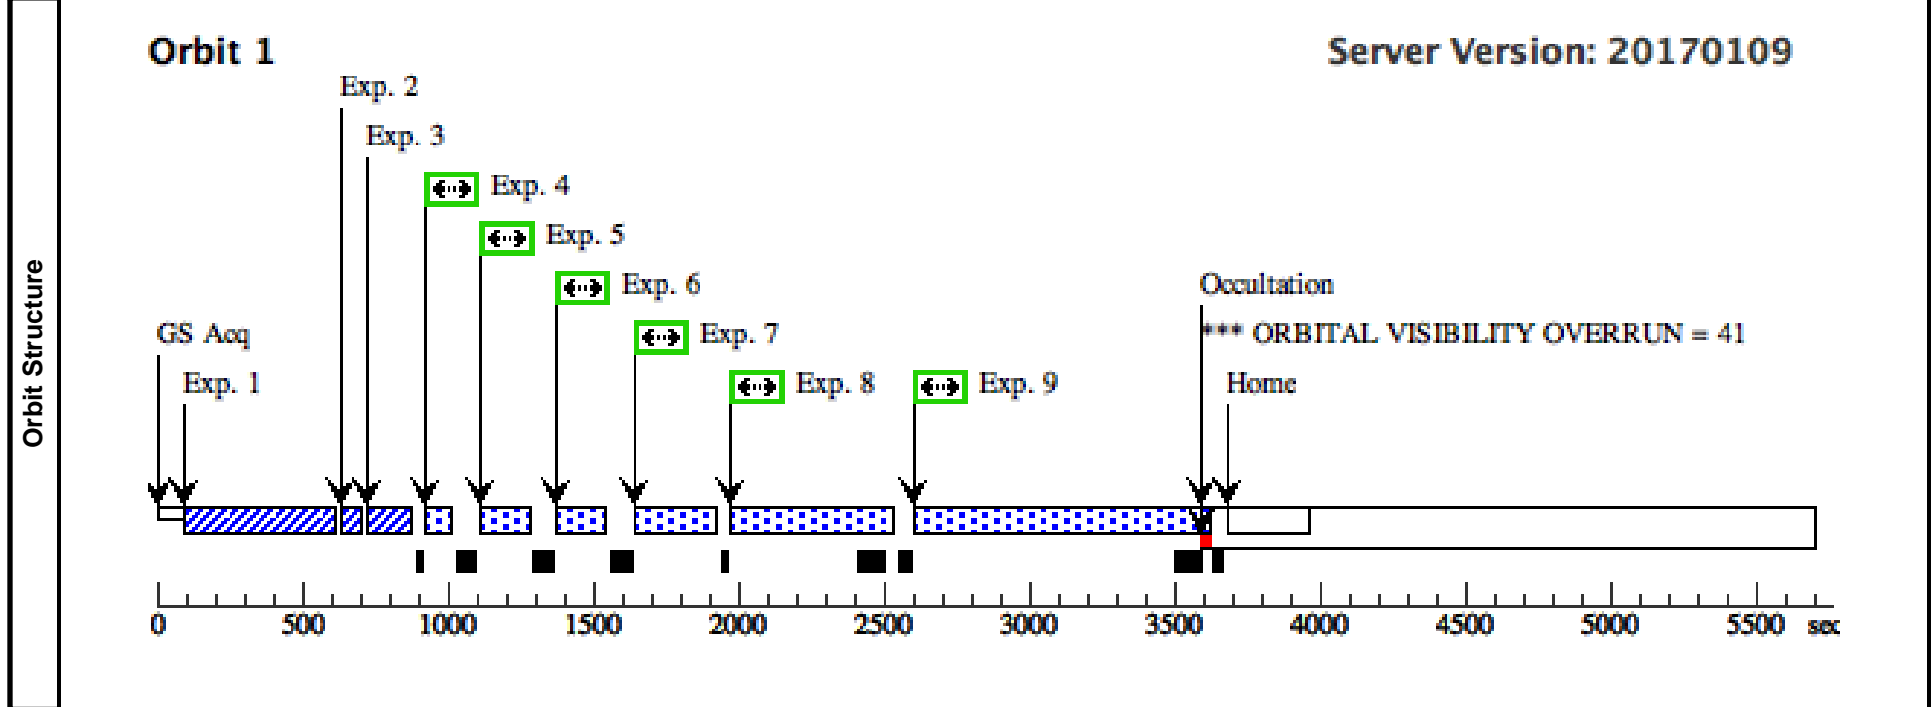 Orbit Structure
Orbit 1
Server Version: 20170109
Exp. 2
Exp. 3
Exp. 4
Exp. 5
Exp. 6
Occultation
GS Acq
Exp. 7
*** ORBITAL VISIBILITY OVERRUN = 41
Exp. 1
Exp. 8
Exp. 9
Home
0 500 1000 1500 2000 2500 3000 3500 4000 4500 5000 5500 sec